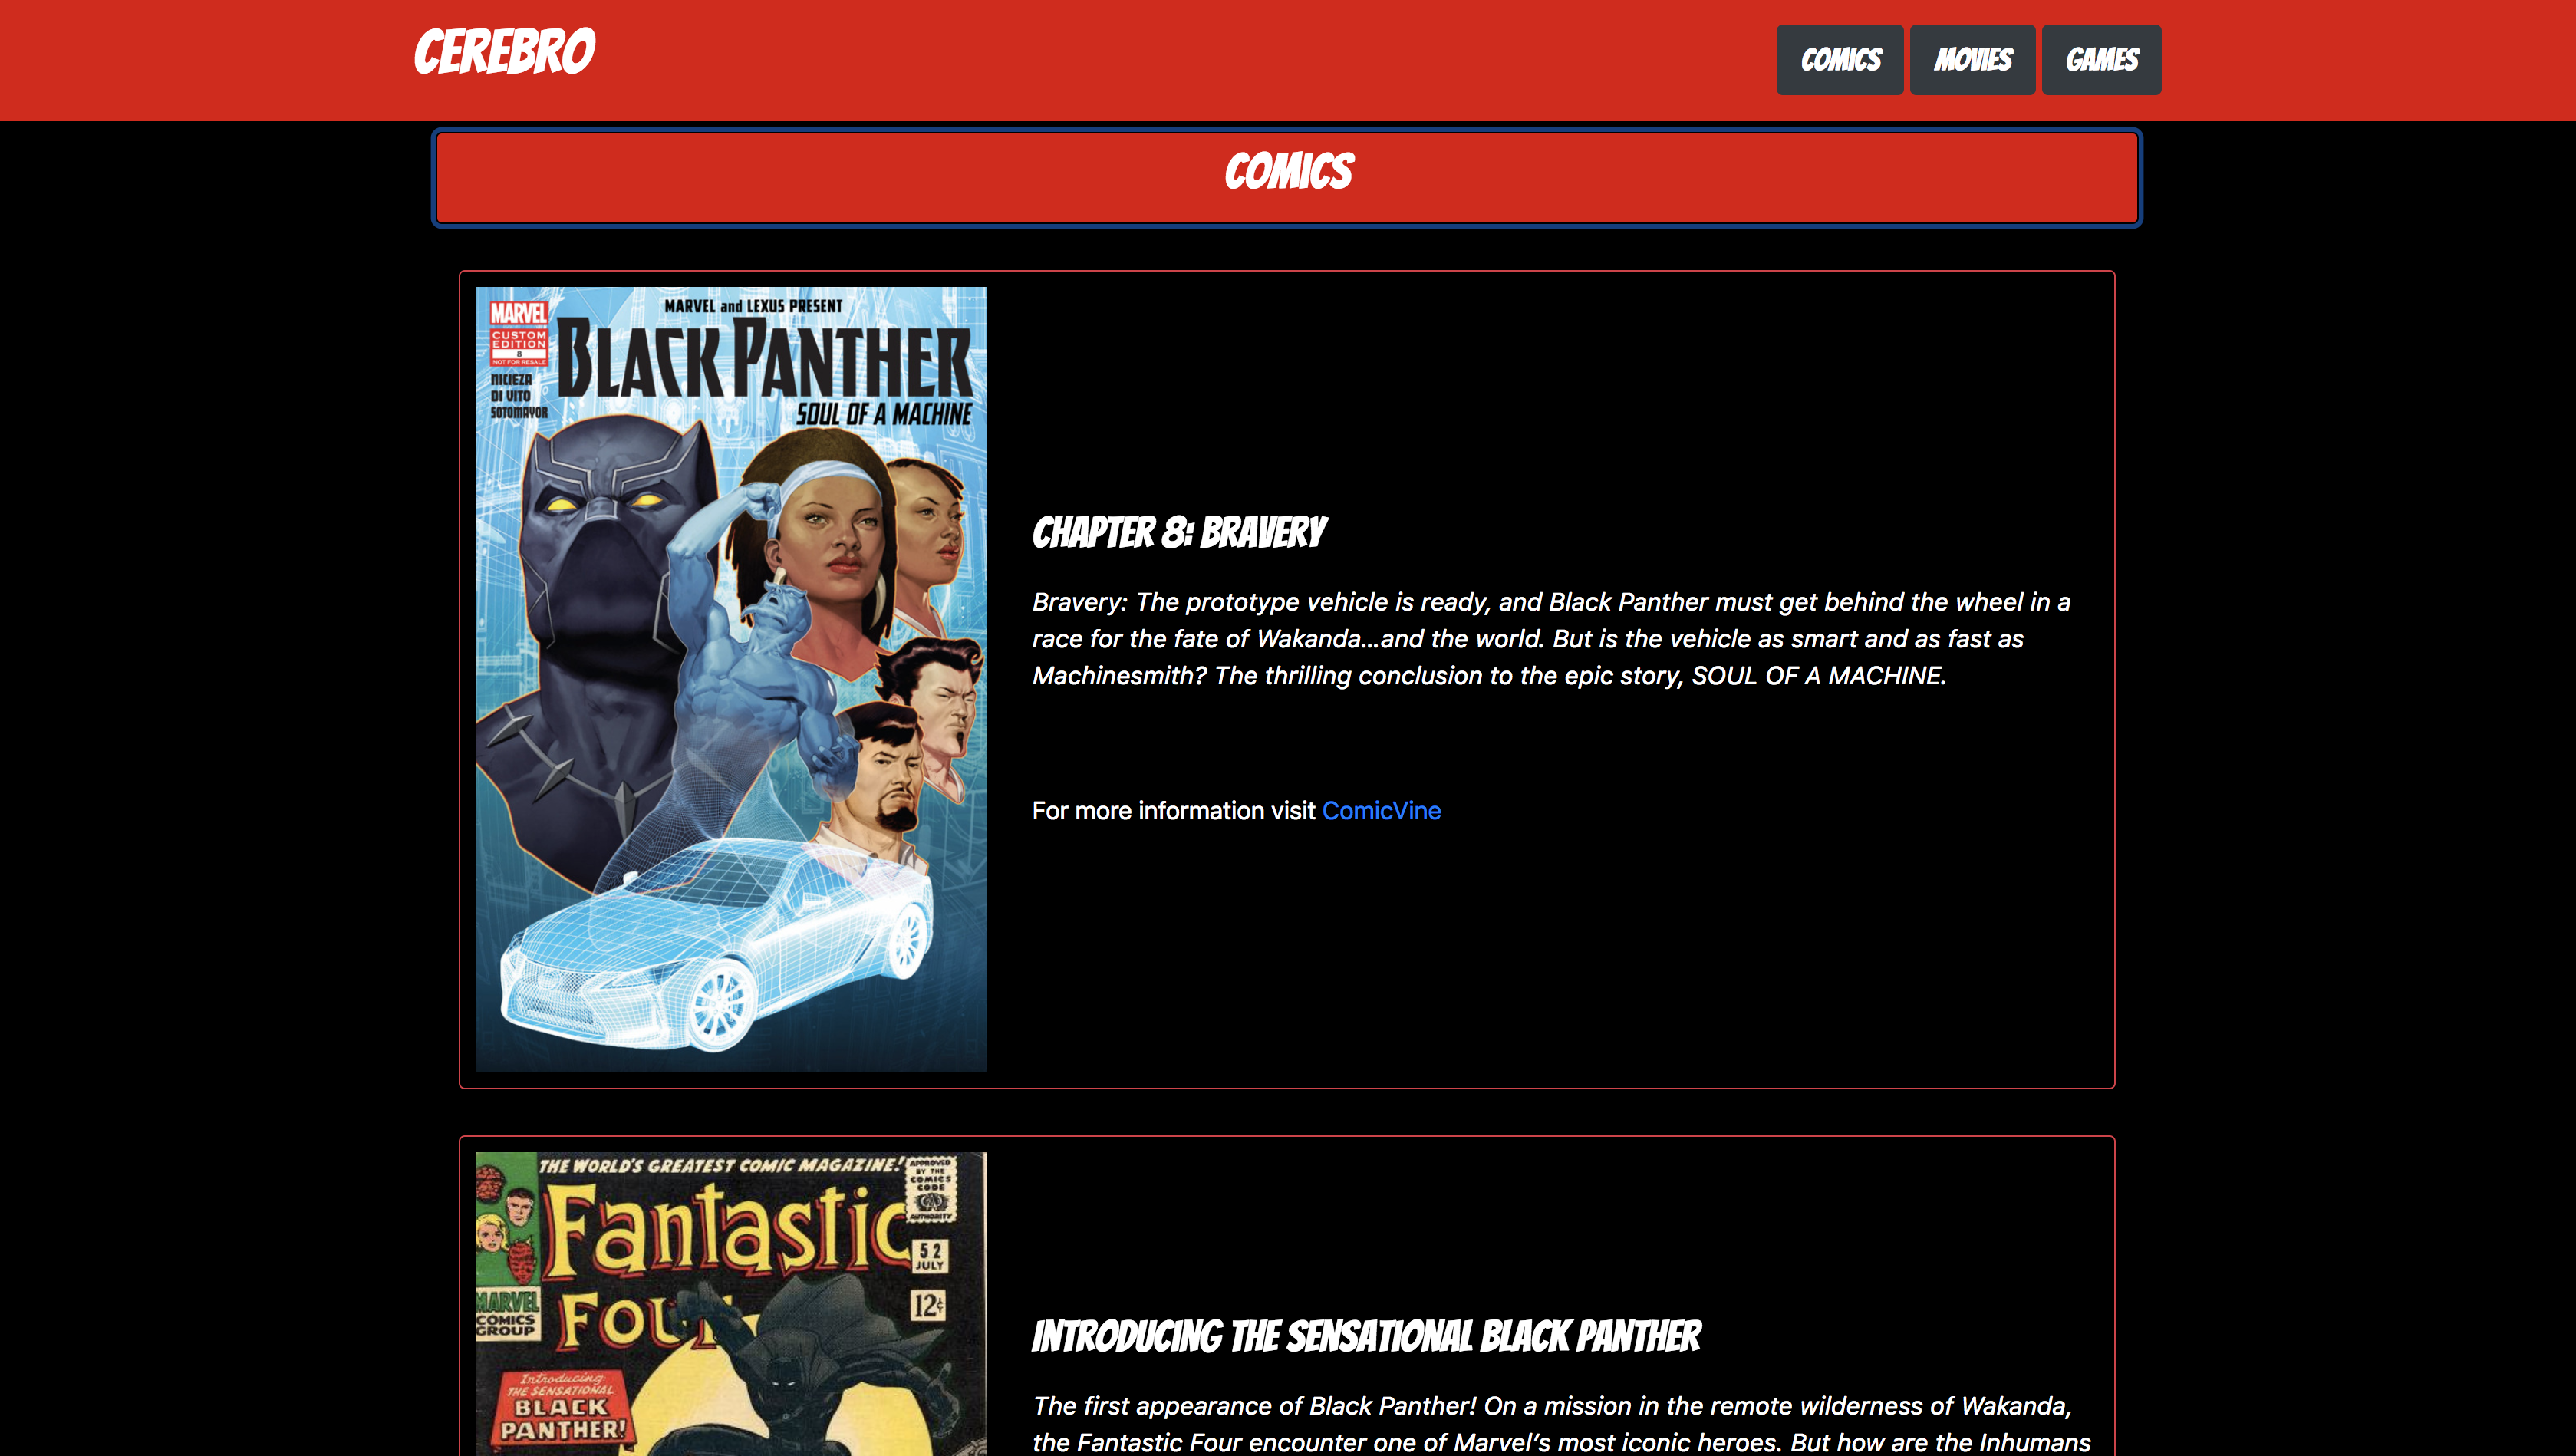 CEREBRO
COMICS
MOVIES
GAMES
COMICS
MARVEL and LEXUS PRESENT
MARVEL
CUSTOM
EDITION
8
NOT FOR RESALE
BLACK PANTHER
SOUL OF A MACHINE
NICIEZA
DI VITO
SOTOMAYOR
CHAPTER 8: BRAVERY
Bravery: The prototype vehicle is ready, and Black Panther must get behind the wheel in a
race for the fate of Wakanda...and the world. But is the vehicle as smart and as fast as
Machinesmith? The thrilling conclusion to the epic story, SOUL OF A MACHINE.
For more information visit ComicVine
THE WORLD'S GREATEST COMIC MAGAZINE!
APPROVED
BY THE
COMICS
CODE
AUTHORITY
Fantastic
Four
52
JULY
12¢
MARVEL
COMICS
GROUP
Introducing
THE SENSATIONAL
BLACK
PANTHER!
INTRODUCING THE SENSATIONAL BLACK PANTHER
The first appearance of Black Panther! On a mission in the remote wilderness of Wakanda,
the Fantastic Four encounter one of Marvel’s most iconic heroes. But how are the Inhumans